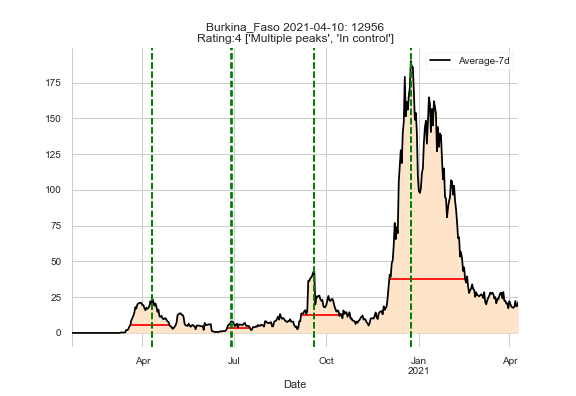 Burkina_Faso 2021-04-10: 12956
Rating:4 ['Multiple peaks', 'In control']
Average-7d
175
150
125
100
75
50
25
0
Apr
Jul
Oct
Jan
2021
Apr
Date